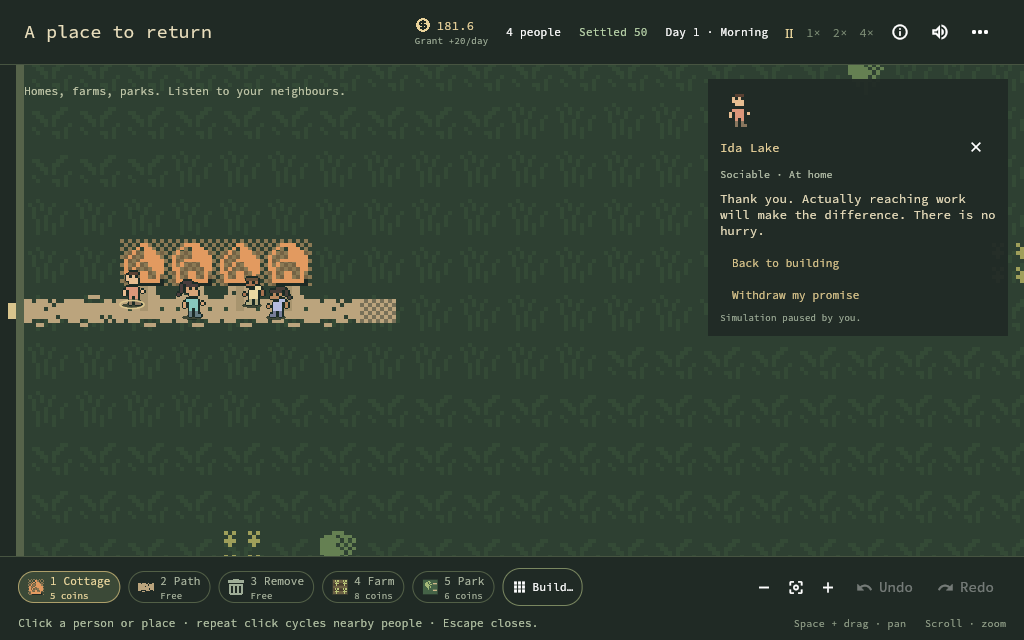 A place to return
181.6
Grant +20/day
4 people
Settled 50
Day 1 · Morning
1×
2×
4×
Homes, farms, parks. Listen to your neighbours.
Ida Lake
Sociable · At home
Thank you. Actually reaching work
will make the difference. There is no
hurry.
Back to building
Withdraw my promise
Simulation paused by you.
1 Cottage
5 coins
2 Path
Free
3 Remove
Free
4 Farm
8 coins
5 Park
6 coins
Build…
Undo
Redo
Click a person or place · repeat click cycles nearby people · Escape closes.
Space + drag · pan
Scroll · zoom